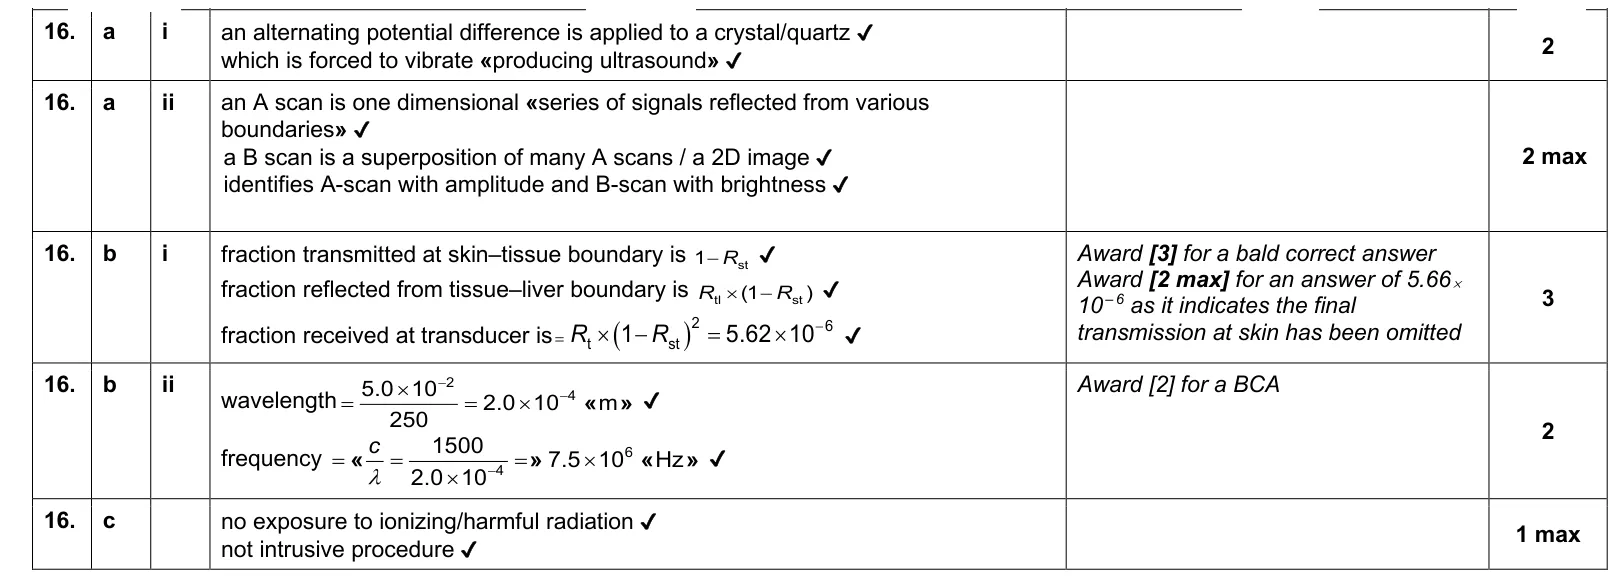 16. a i an alternating potential difference is applied to a crystal/quartz ✔
which is forced to vibrate «producing ultrasound» ✔
2
16. a ii an A scan is one dimensional «series of signals reflected from various
boundaries» ✔
a B scan is a superposition of many A scans / a 2D image ✔
identifies A-scan with amplitude and B-scan with brightness ✔
2 max
16. b i fraction transmitted at skin–tissue boundary is 1−R_st ✔
fraction reflected from tissue–liver boundary is R_tl ×(1−R_st) ✔
fraction received at transducer is= R_t ×(1−R_st)² = 5.62×10⁻⁶ ✔
Award [3] for a bald correct answer
Award [2 max] for an answer of 5.66×
10⁻⁶ as it indicates the final
transmission at skin has been omitted
3
16. b ii wavelength = 5.0×10⁻² / 250 = 2.0×10⁻⁴ «m» ✔
frequency = « c/λ = 1500 / 2.0×10⁻⁴ =» 7.5×10⁶ «Hz» ✔
Award [2] for a BCA
2
16. c no exposure to ionizing/harmful radiation ✔
not intrusive procedure ✔
1 max